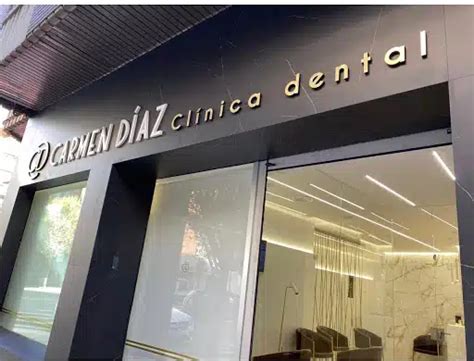 CARMEN DÍAZ Clínica dental